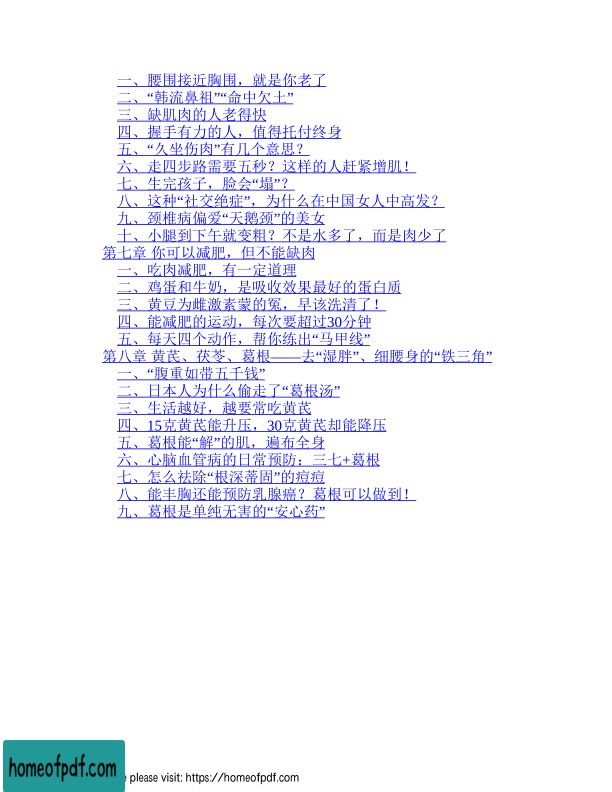 一、腰围接近胸围，就是你老了
二、“韩流鼻祖”“命中欠土”
三、缺肌肉的人老得快
四、握手有力的人，值得托付终身
五、“久坐伤肉”有几个意思？
六、走四步路需要五秒？这样的人赶紧增肌！
七、生完孩子，脸会“塌”？
八、这种“社交绝症”，为什么在中国女人中高发？
九、颈椎病偏爱“天鹅颈”的美女
十、小腿到下午就变粗？不是水多了，而是肉少了
第七章 你可以减肥，但不能缺肉
一、吃肉减肥，有一定道理
二、鸡蛋和牛奶，是吸收效果最好的蛋白质
三、黄豆为雌激素蒙的冤，早该洗清了！
四、能减肥的运动，每次要超过30分钟
五、每天四个动作，帮你练出“马甲线”
第八章 黄芪、茯苓、葛根——去“湿胖”、细腰身的“铁三角”
一、“腹重如带五千钱”
二、日本人为什么偷走了“葛根汤”
三、生活越好，越要常吃黄芪
四、15克黄芪能升压，30克黄芪却能降压
五、葛根能“解”的肌，遍布全身
六、心脑血管病的日常预防：三七+葛根
七、怎么祛除“根深蒂固”的痘痘
八、能丰胸还能预防乳腺癌？葛根可以做到！
九、葛根是单纯无害的“安心药”
homeofpdf.com
e please visit: https://homeofpdf.com